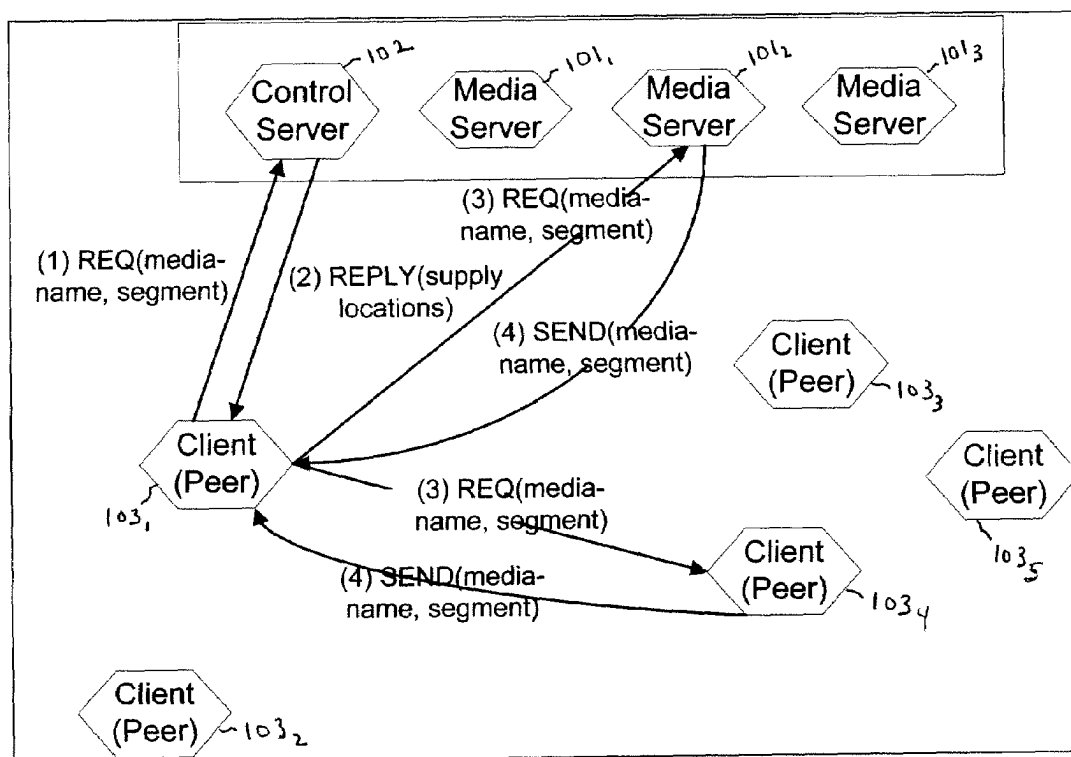 102
101₁
101₂
101₃
Control
Server
Media
Server
Media
Server
Media
Server
(3) REQ(media-
name, segment)
(1) REQ(media-
name, segment)
(2) REPLY(supply
locations)
(4) SEND(media-
name, segment)
Client
(Peer)
103₃
Client
(Peer)
103₁
Client
(Peer)
103₅
(3) REQ(media-
name, segment)
Client
(Peer)
103₄
(4) SEND(media-
name, segment)
Client
(Peer)
103₂